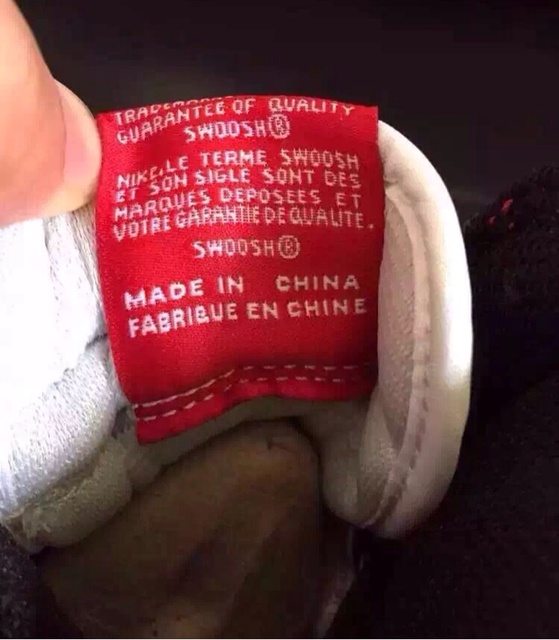 TRADEMARKS
GUARANTEE OF QUALITY
SWOOSH®
NIKE, LE TERME SWOOSH
ET SON SIGLE SONT DES
MARQUES DEPOSEES ET
VOTRE GARANTIE DE QUALITE.
SWOOSH®
MADE IN CHINA
FABRIQUE EN CHINE